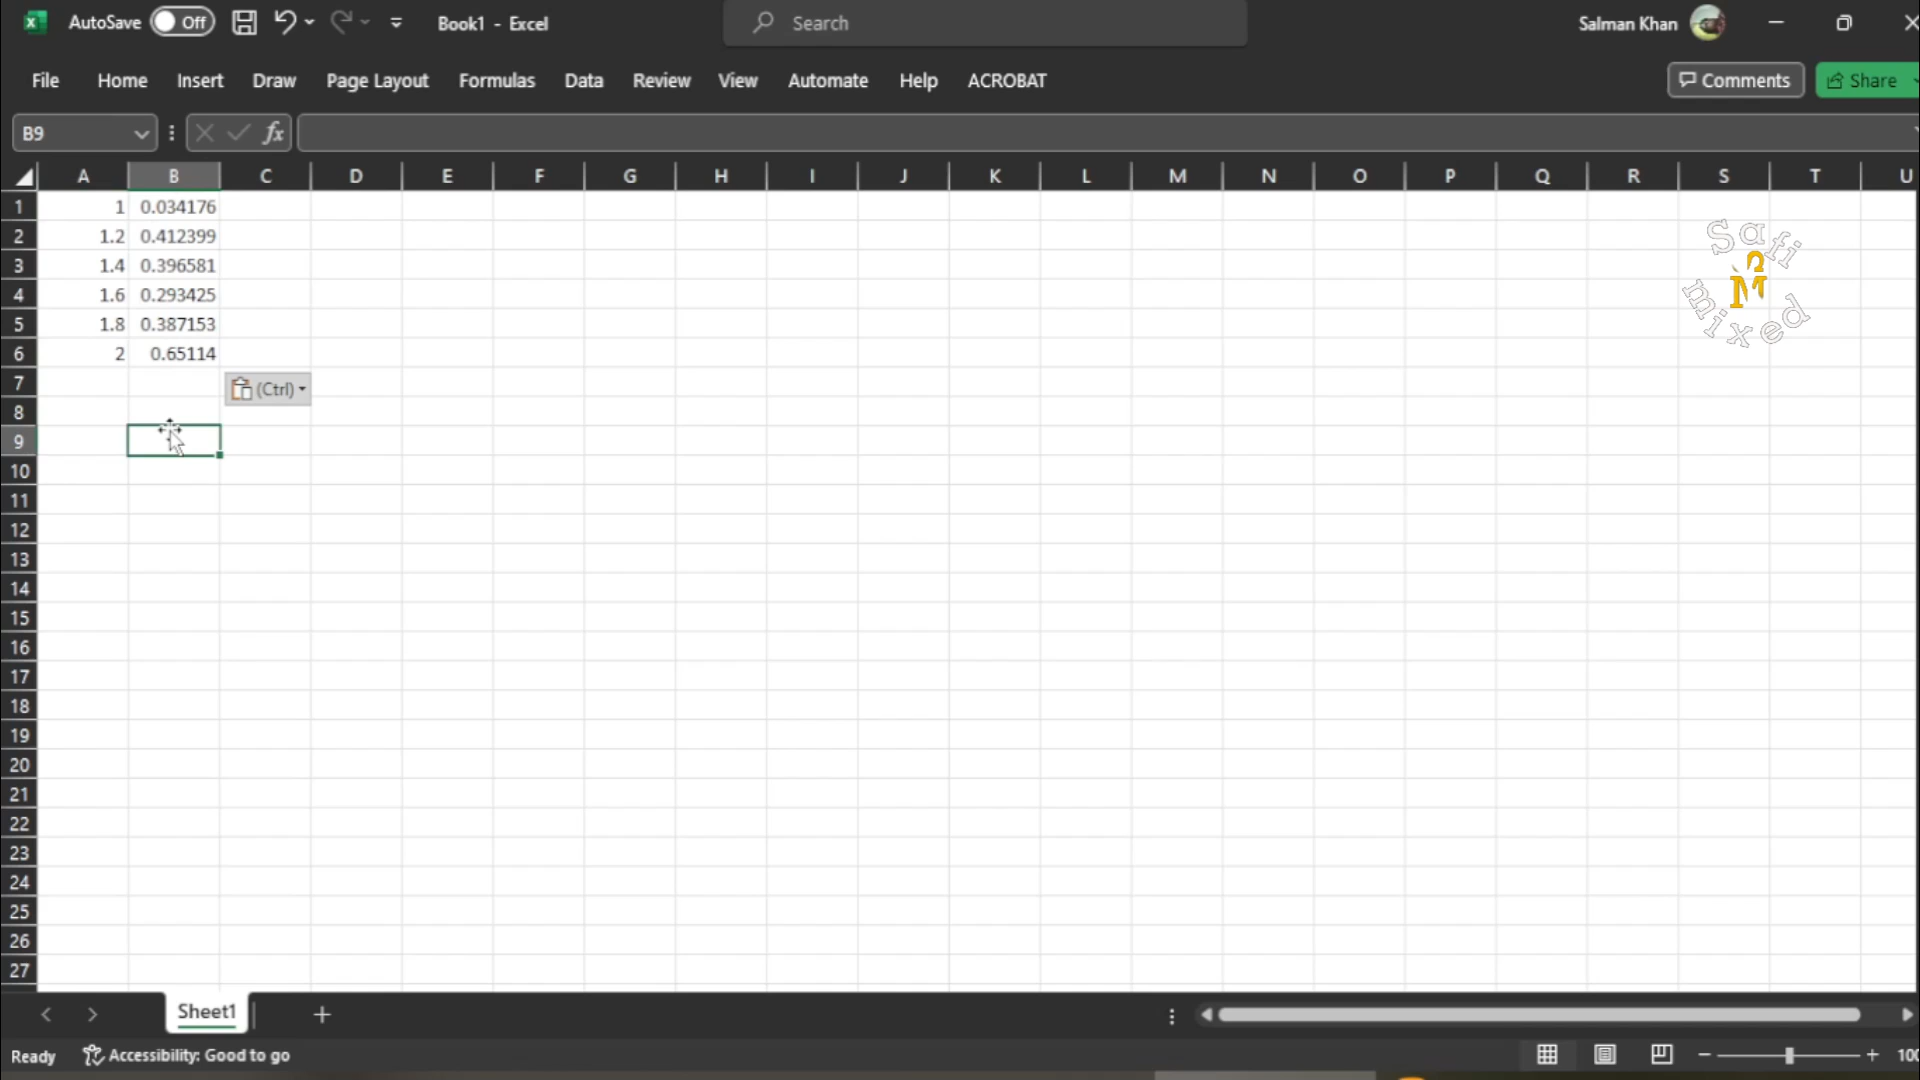 AutoSave Off Book1 - Excel Search Salman Khan
File Home Insert Draw Page Layout Formulas Data Review View Automate Help ACROBAT Comments Share
B9 fx
A B C D E F G H I J K L M N O P Q R S T U
1 1 0.034176
2 1.2 0.412399
3 1.4 0.396581
4 1.6 0.293425
5 1.8 0.387153
6 2 0.65114
7 (Ctrl)
8
9
10
11
12
13
14
15
16
17
18
19
20
21
22
23
24
25
26
27
Safi
M
mixed
Sheet1
Ready Accessibility: Good to go 100